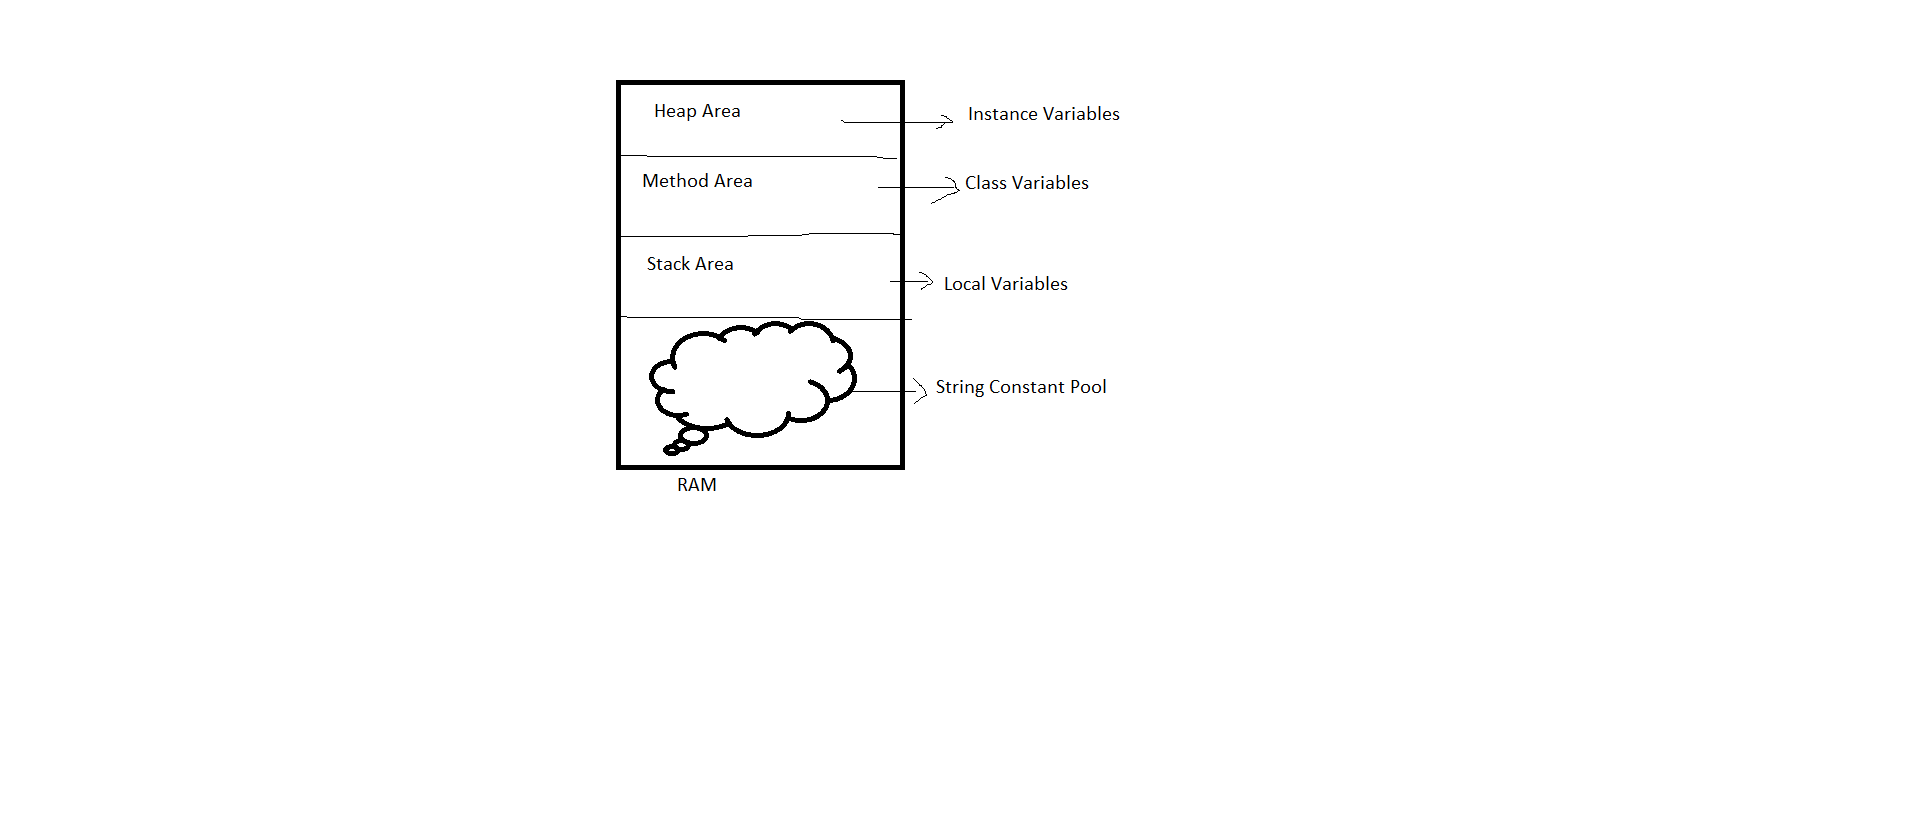 Heap Area
Instance Variables
Method Area
Class Variables
Stack Area
Local Variables
String Constant Pool
RAM